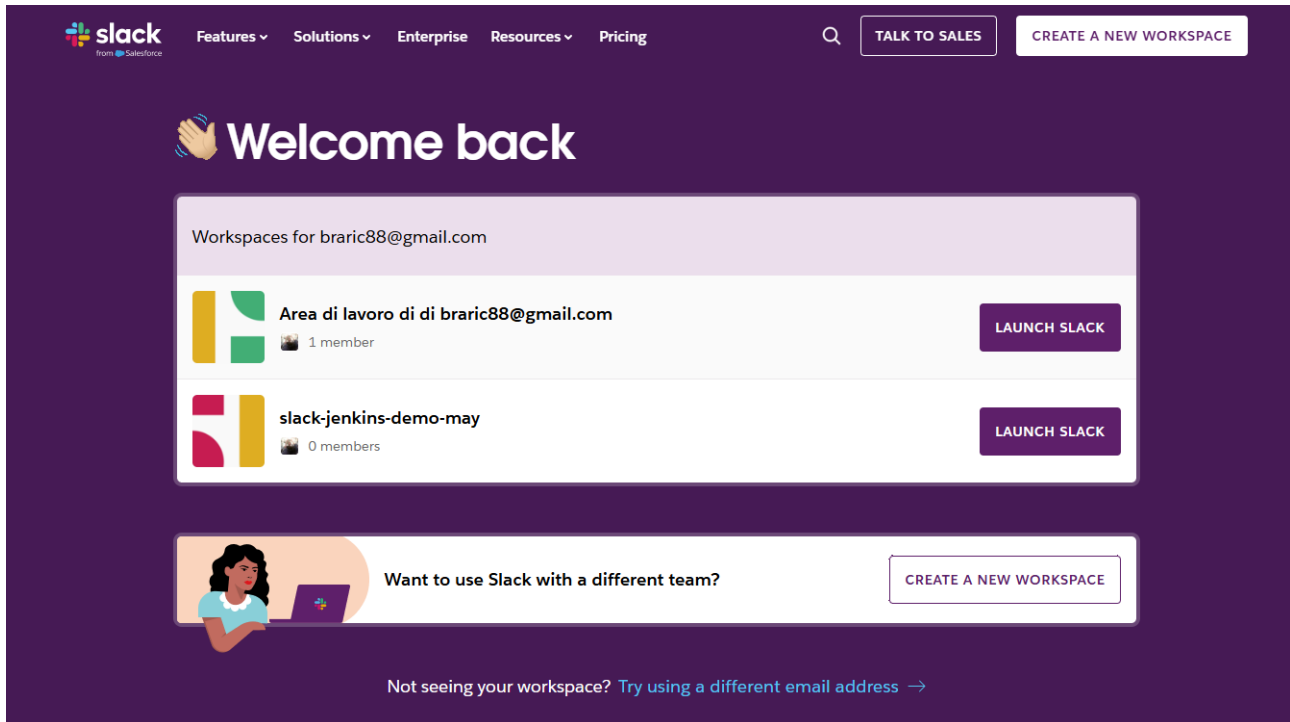 slack
from Salesforce
Features Solutions Enterprise Resources Pricing TALK TO SALES CREATE A NEW WORKSPACE
Welcome back
Workspaces for braric88@gmail.com
Area di lavoro di di braric88@gmail.com
1 member
LAUNCH SLACK
slack-jenkins-demo-may
0 members
LAUNCH SLACK
Want to use Slack with a different team?
CREATE A NEW WORKSPACE
Not seeing your workspace? Try using a different email address →